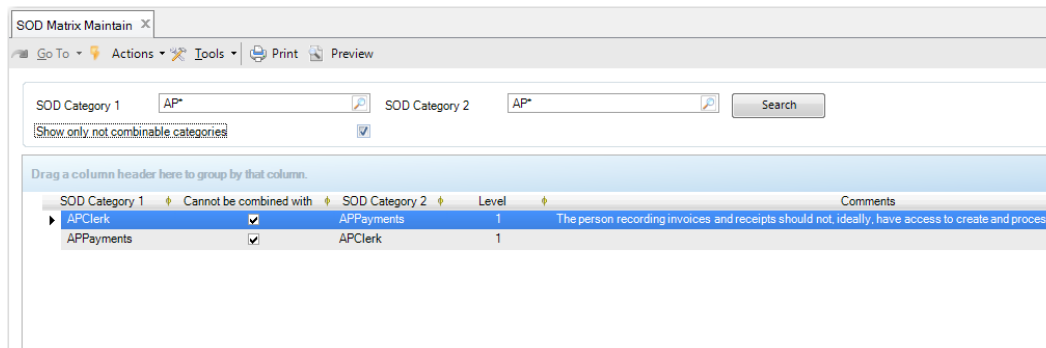 SOD Matrix Maintain
Go To Actions Tools Print Preview
SOD Category 1 AP* SOD Category 2 AP* Search
Show only not combinable categories
Drag a column header here to group by that column.
SOD Category 1 Cannot be combined with SOD Category 2 Level Comments
APClerk APPayments 1 The person recording invoices and receipts should not, ideally, have access to create and proces
APPayments APClerk 1